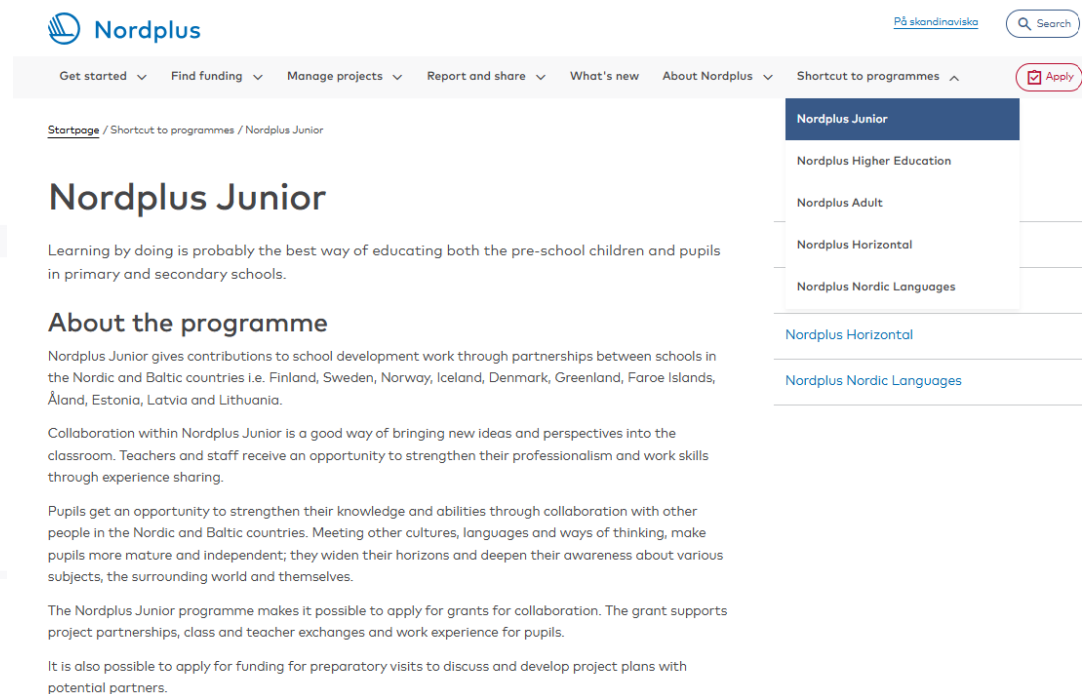 Nordplus
På skandinaviska
Search
Get started
Find funding
Manage projects
Report and share
What's new
About Nordplus
Shortcut to programmes
Apply
Nordplus Junior
Nordplus Higher Education
Nordplus Adult
Nordplus Horizontal
Nordplus Nordic Languages
Startpage / Shortcut to programmes / Nordplus Junior
Nordplus Junior
Learning by doing is probably the best way of educating both the pre-school children and pupils
in primary and secondary schools.
About the programme
Nordplus Junior gives contributions to school development work through partnerships between schools in
the Nordic and Baltic countries i.e. Finland, Sweden, Norway, Iceland, Denmark, Greenland, Faroe Islands,
Åland, Estonia, Latvia and Lithuania.
Collaboration within Nordplus Junior is a good way of bringing new ideas and perspectives into the
classroom. Teachers and staff receive an opportunity to strengthen their professionalism and work skills
through experience sharing.
Pupils get an opportunity to strengthen their knowledge and abilities through collaboration with other
people in the Nordic and Baltic countries. Meeting other cultures, languages and ways of thinking, make
pupils more mature and independent; they widen their horizons and deepen their awareness about various
subjects, the surrounding world and themselves.
The Nordplus Junior programme makes it possible to apply for grants for collaboration. The grant supports
project partnerships, class and teacher exchanges and work experience for pupils.
It is also possible to apply for funding for preparatory visits to discuss and develop project plans with
potential partners.
Nordplus Horizontal
Nordplus Nordic Languages